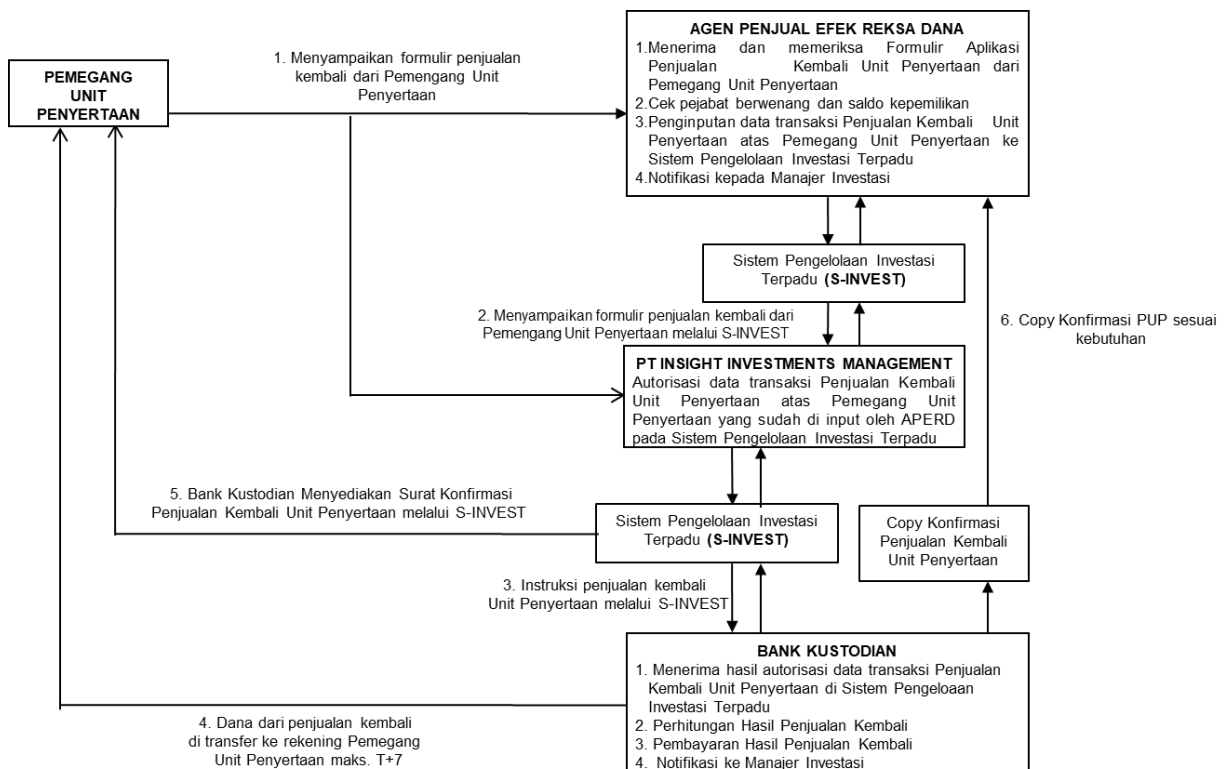 AGEN PENJUAL EFEK REKSA DANA
1.Menerima dan memeriksa Formulir Aplikasi
Penjualan Kembali Unit Penyertaan dari
Pemegang Unit Penyertaan
2.Cek pejabat berwenang dan saldo kepemilikan
3.Penginputan data transaksi Penjualan Kembali Unit
Penyertaan atas Pemegang Unit Penyertaan ke
Sistem Pengelolaan Investasi Terpadu
4.Notifikasi kepada Manajer Investasi
1. Menyampaikan formulir penjualan
kembali dari Pemengang Unit
Penyertaan
PEMEGANG
UNIT
PENYERTAAN
Sistem Pengelolaan Investasi
Terpadu (S-INVEST)
2. Menyampaikan formulir penjualan kembali dari
Pemengang Unit Penyertaan melalui S-INVEST
6. Copy Konfirmasi PUP sesuai
kebutuhan
PT INSIGHT INVESTMENTS MANAGEMENT
Autorisasi data transaksi Penjualan Kembali
Unit Penyertaan atas Pemegang Unit
Penyertaan yang sudah di input oleh APERD
pada Sistem Pengelolaan Investasi Terpadu
5. Bank Kustodian Menyediakan Surat Konfirmasi
Penjualan Kembali Unit Penyertaan melalui S-INVEST
Sistem Pengelolaan Investasi
Terpadu (S-INVEST)
Copy Konfirmasi
Penjualan Kembali
Unit Penyertaan
3. Instruksi penjualan kembali
Unit Penyertaan melalui S-INVEST
BANK KUSTODIAN
1. Menerima hasil autorisasi data transaksi Penjualan
Kembali Unit Penyertaan di Sistem Pengeloaan
Investasi Terpadu
2. Perhitungan Hasil Penjualan Kembali
3. Pembayaran Hasil Penjualan Kembali
4. Notifikasi ke Manajer Investasi
4. Dana dari penjualan kembali
di transfer ke rekening Pemegang
Unit Penyertaan maks. T+7